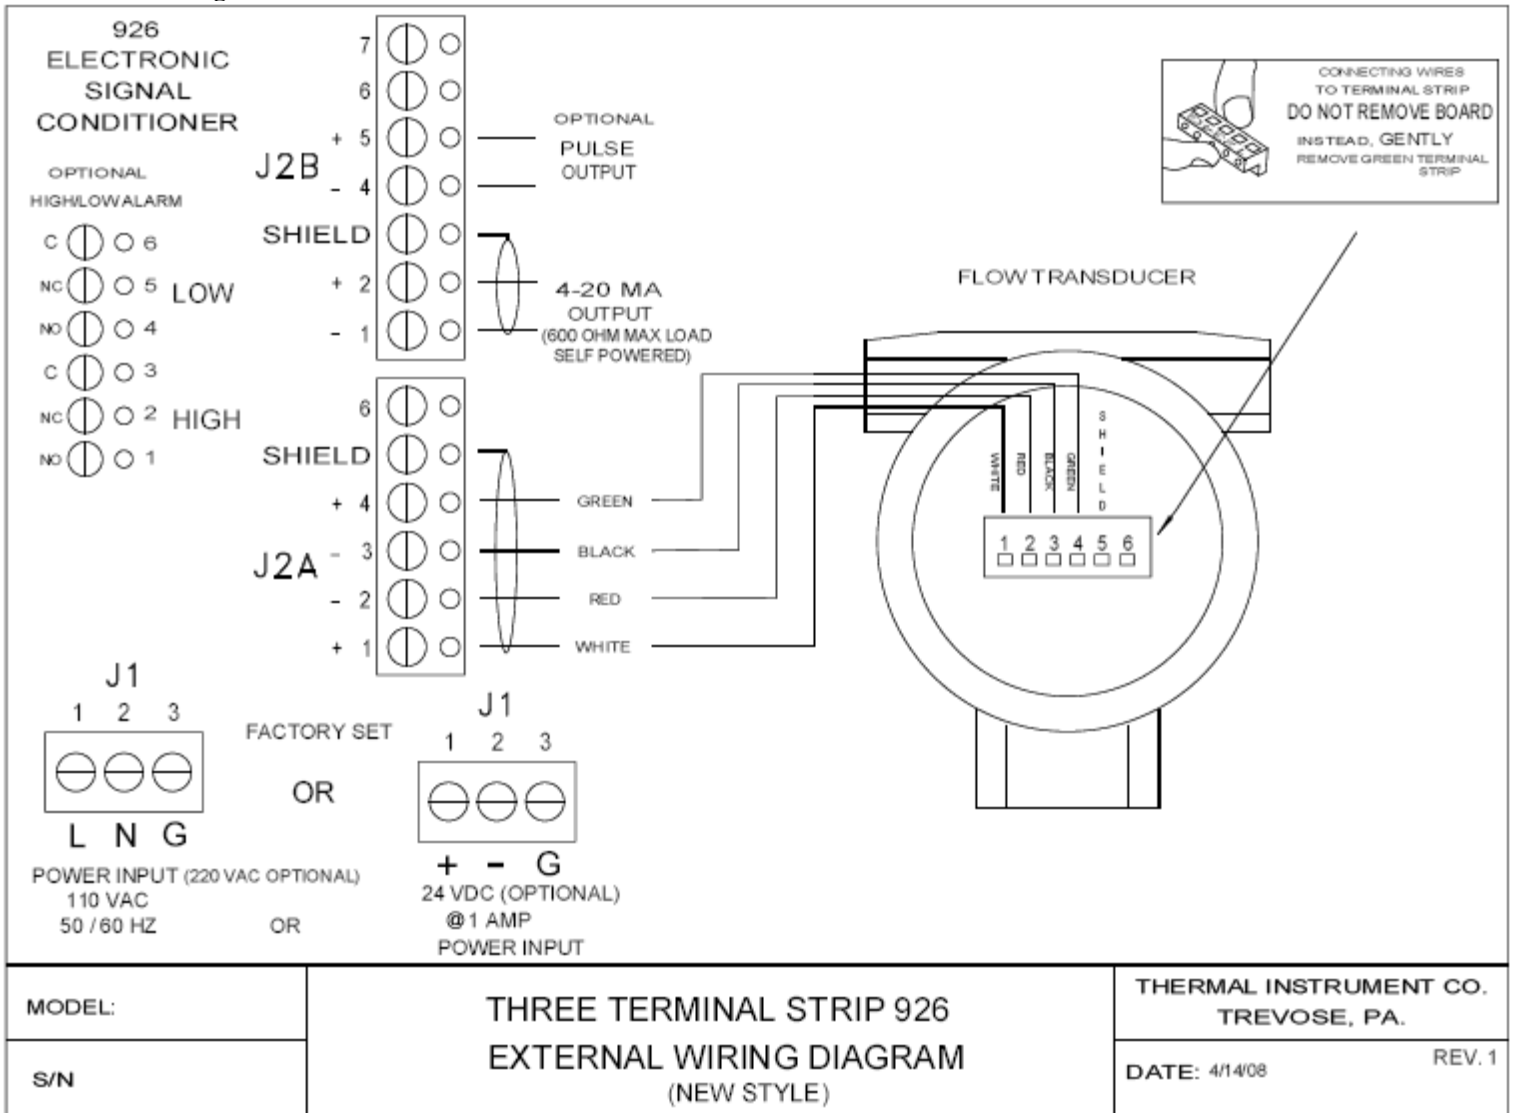 926
ELECTRONIC
SIGNAL
CONDITIONER
OPTIONAL
HIGH/LOW ALARM
C 6
NC 5 LOW
NO 4
C 3
NC 2 HIGH
NO 1
7
6
+ 5
J2B
- 4
SHIELD
+ 2
- 1
OPTIONAL
PULSE
OUTPUT
4-20 MA
OUTPUT
(600 OHM MAX LOAD
SELF POWERED)
6
SHIELD
+ 4
- 3
J2A
- 2
+ 1
GREEN
BLACK
RED
WHITE
CONNECTING WIRES
TO TERMINAL STRIP
DO NOT REMOVE BOARD
INSTEAD, GENTLY
REMOVE GREEN TERMINAL
STRIP
FLOW TRANSDUCER
WHITE
RED
BLACK
GREEN
SHIELD
1 2 3 4 5 6
J1
1 2 3
L N G
POWER INPUT (220 VAC OPTIONAL)
110 VAC
50 / 60 HZ
OR
FACTORY SET
OR
J1
1 2 3
+ - G
24 VDC (OPTIONAL)
@ 1 AMP
POWER INPUT
MODEL:
S/N
THREE TERMINAL STRIP 926
EXTERNAL WIRING DIAGRAM
(NEW STYLE)
THERMAL INSTRUMENT CO.
TREVOSE, PA.
DATE: 4/14/08
REV. 1